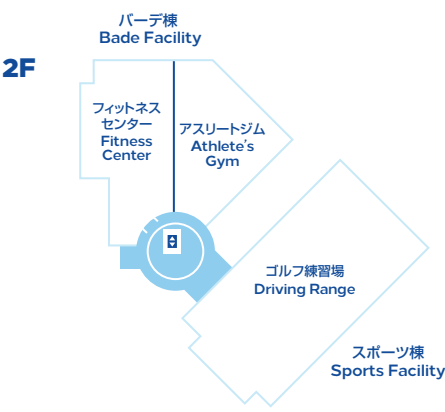 バーデ棟
Bade Facility
2F
フィットネス
センター
Fitness
Center
アスリートジム
Athlete's
Gym
ゴルフ練習場
Driving Range
スポーツ棟
Sports Facility